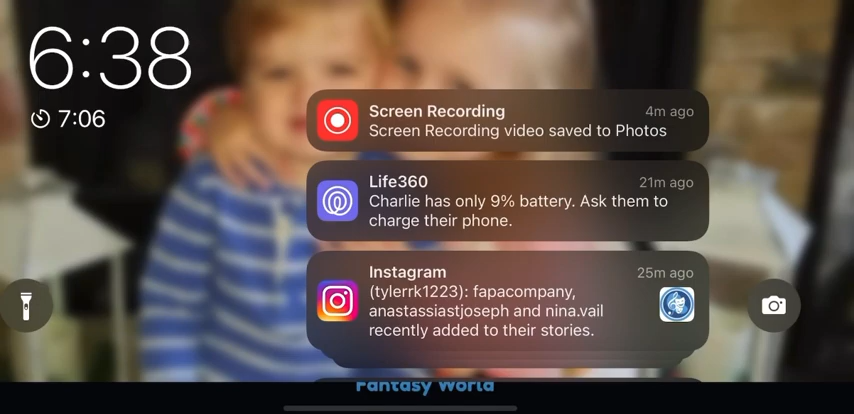 6:38
7:06
Screen Recording 4m ago
Screen Recording video saved to Photos
Life360 21m ago
Charlie has only 9% battery. Ask them to
charge their phone.
Instagram 25m ago
(tylerrk1223): fapacompany,
anastassiastjoseph and nina.vail
recently added to their stories.
Fantasy World